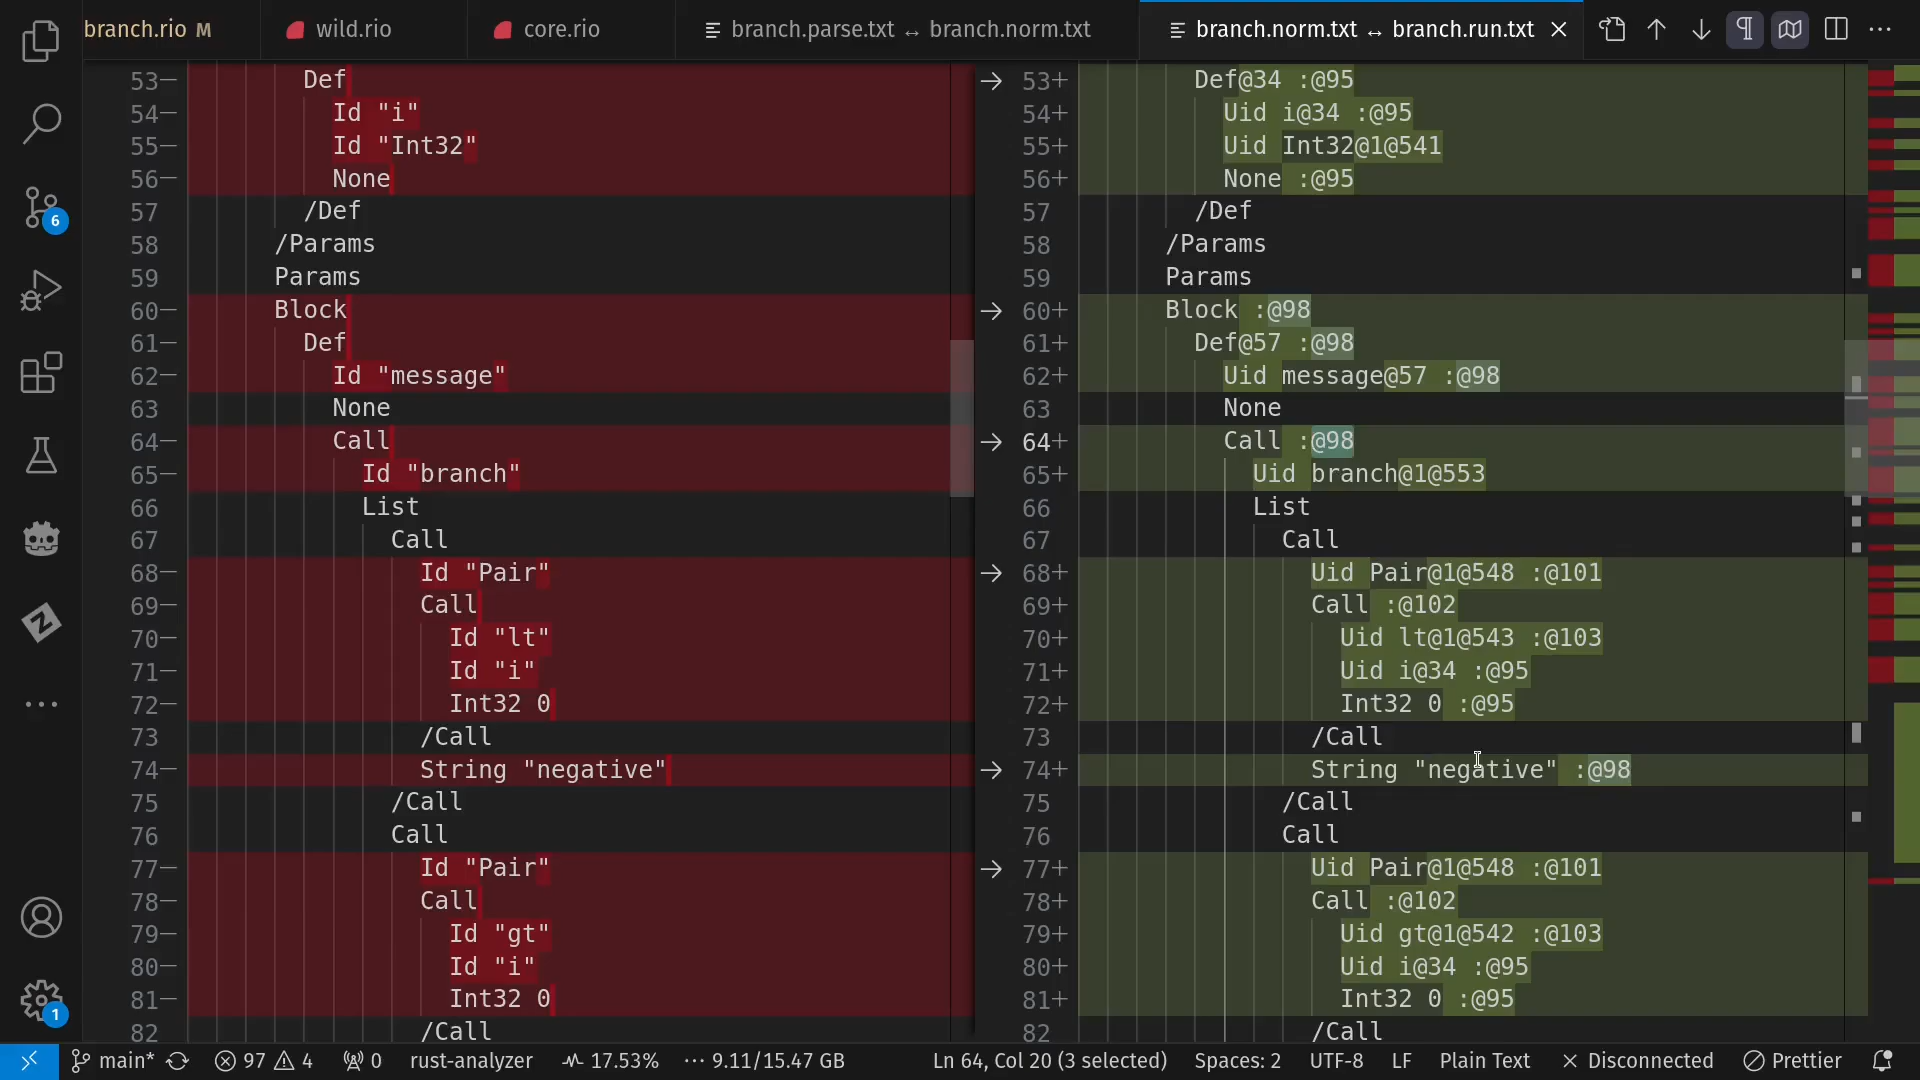 branch.rio M wild.rio core.rio branch.parse.txt ↔ branch.norm.txt branch.norm.txt ↔ branch.run.txt
53— Def
54— Id "i"
55— Id "Int32"
56— None
57 /Def
58 /Params
59 Params
60— Block
61— Def
62— Id "message"
63 None
64— Call
65— Id "branch"
66 List
67 Call
68— Id "Pair"
69— Call
70— Id "lt"
71— Id "i"
72— Int32 0
73 /Call
74— String "negative"
75 /Call
76 Call
77— Id "Pair"
78— Call
79— Id "gt"
80— Id "i"
81— Int32 0
82 /Call
53+ Def@34 :@95
54+ Uid i@34 :@95
55+ Uid Int32@1@541
56+ None :@95
57 /Def
58 /Params
59 Params
60+ Block :@98
61+ Def@57 :@98
62+ Uid message@57 :@98
63 None
64+ Call :@98
65+ Uid branch@1@553
66 List
67 Call
68+ Uid Pair@1@548 :@101
69+ Call :@102
70+ Uid lt@1@543 :@103
71+ Uid i@34 :@95
72+ Int32 0 :@95
73 /Call
74+ String "negative" :@98
75 /Call
76 Call
77+ Uid Pair@1@548 :@101
78+ Call :@102
79+ Uid gt@1@542 :@103
80+ Uid i@34 :@95
81+ Int32 0 :@95
82 /Call
6
1
main* 97 4 0 rust-analyzer 17.53% 9.11/15.47 GB Ln 64, Col 20 (3 selected) Spaces: 2 UTF-8 LF Plain Text Disconnected Prettier